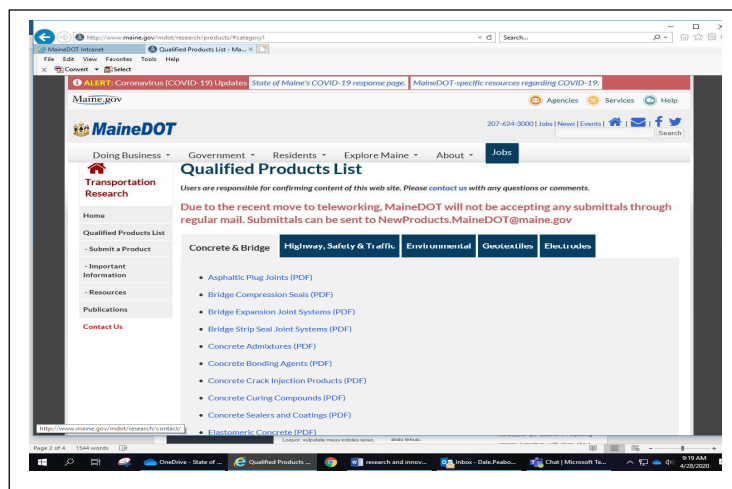 http://www.maine.gov/mdot/research/products/#category1
Search...
MaineDOT Intranet
Qualified Products List - Ma...
File Edit View Favorites Tools Help
Convert Select
ALERT: Coronavirus (COVID-19) Updates State of Maine's COVID-19 response page. MaineDOT-specific resources regarding COVID-19.
Maine.gov
Agencies Services Help
MaineDOT
207-624-3000 | Jobs | News | Events |
Search
Doing Business Government Residents Explore Maine About Jobs
Transportation
Research
Home
Qualified Products List
- Submit a Product
- Important
Information
- Resources
Publications
Contact Us
Qualified Products List
Users are responsible for confirming content of this web site. Please contact us with any questions or comments.
Due to the recent move to teleworking, MaineDOT will not be accepting any submittals through
regular mail. Submittals can be sent to NewProducts.MaineDOT@maine.gov
Concrete & Bridge Highway, Safety & Traffic Environmental Geotextiles Electrodes
• Asphaltic Plug Joints (PDF)
• Bridge Compression Seals (PDF)
• Bridge Expansion Joint Systems (PDF)
• Bridge Strip Seal Joint Systems (PDF)
• Concrete Admixtures (PDF)
• Concrete Bonding Agents (PDF)
• Concrete Crack Injection Products (PDF)
• Concrete Curing Compounds (PDF)
• Concrete Sealers and Coatings (PDF)
• Elastomeric Concrete (PDF)
http://www.maine.gov/mdot/research/contact/
Page 2 of 4 1544 words
OneDrive - State of ... Qualified Products ... research and innov... Inbox - Dale.Peabo... Chat | Microsoft Te...
9:19 AM
4/28/2020